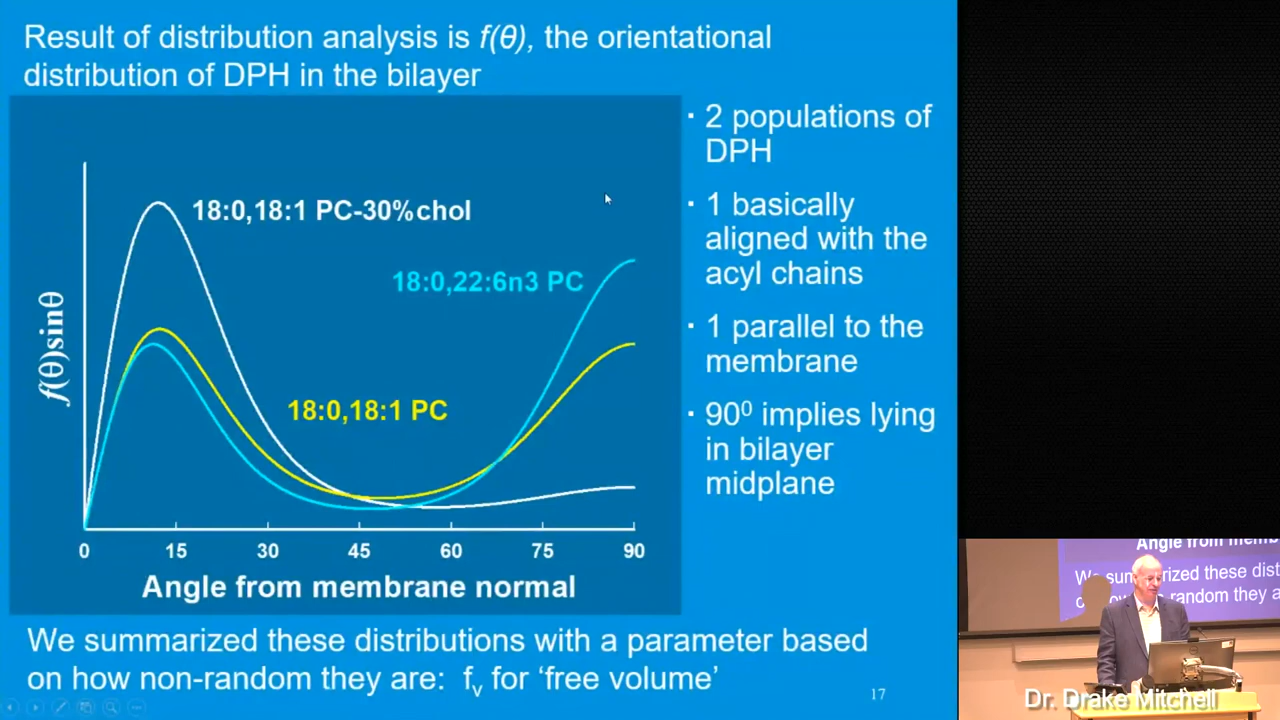 Result of distribution analysis is f(θ), the orientational
distribution of DPH in the bilayer
18:0,18:1 PC-30%chol
18:0,22:6n3 PC
18:0,18:1 PC
f(θ)sinθ
0 15 30 45 60 75 90
Angle from membrane normal
· 2 populations of
DPH
· 1 basically
aligned with the
acyl chains
· 1 parallel to the
membrane
· 90⁰ implies lying
in bilayer
midplane
We summarized these distributions with a parameter based
on how non-random they are: fᵥ for 'free volume'
17
Angle from memb
We summarized these dist
random they a
Dr. Drake Mitchell